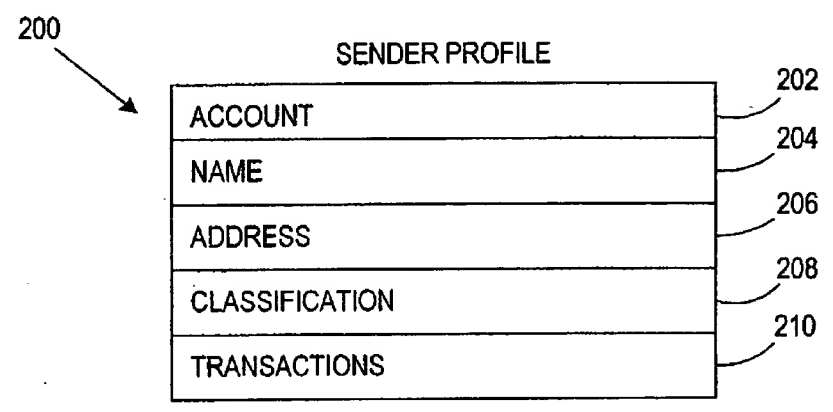 200
SENDER PROFILE
ACCOUNT 202
NAME 204
ADDRESS 206
CLASSIFICATION 208
TRANSACTIONS 210